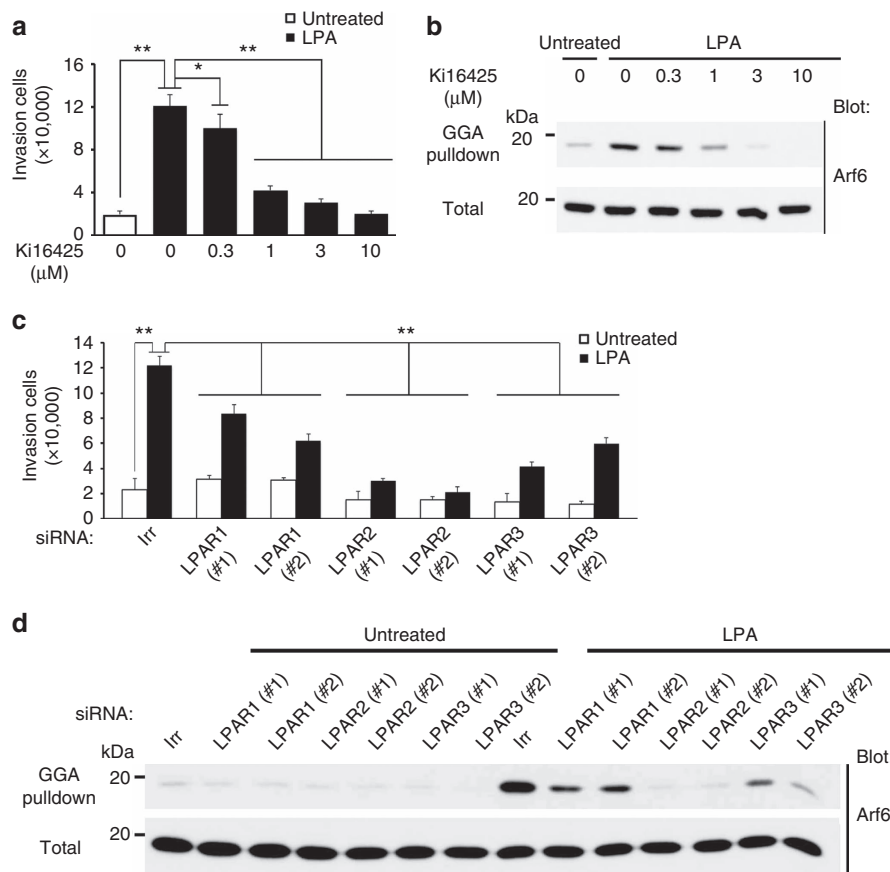 a
Untreated
LPA
**
*
**
Invasion cells
(×10,000)
16
12
8
4
0
Ki16425
(μM)
0 0 0.3 1 3 10
b
Untreated LPA
Ki16425
(μM)
0 0 0.3 1 3 10
kDa
Blot:
GGA
pulldown
20
Arf6
Total
20
c
Untreated
LPA
**
**
Invasion cells
(×10,000)
14
12
10
8
6
4
2
0
siRNA:
Irr
LPAR1
(#1)
LPAR1
(#2)
LPAR2
(#1)
LPAR2
(#2)
LPAR3
(#1)
LPAR3
(#2)
d
Untreated LPA
siRNA:
Irr
LPAR1 (#1)
LPAR1 (#2)
LPAR2 (#1)
LPAR2 (#2)
LPAR3 (#1)
LPAR3 (#2)
Irr
LPAR1 (#1)
LPAR1 (#2)
LPAR2 (#1)
LPAR2 (#2)
LPAR3 (#1)
LPAR3 (#2)
kDa
Blot:
GGA
pulldown
20
Arf6
Total
20